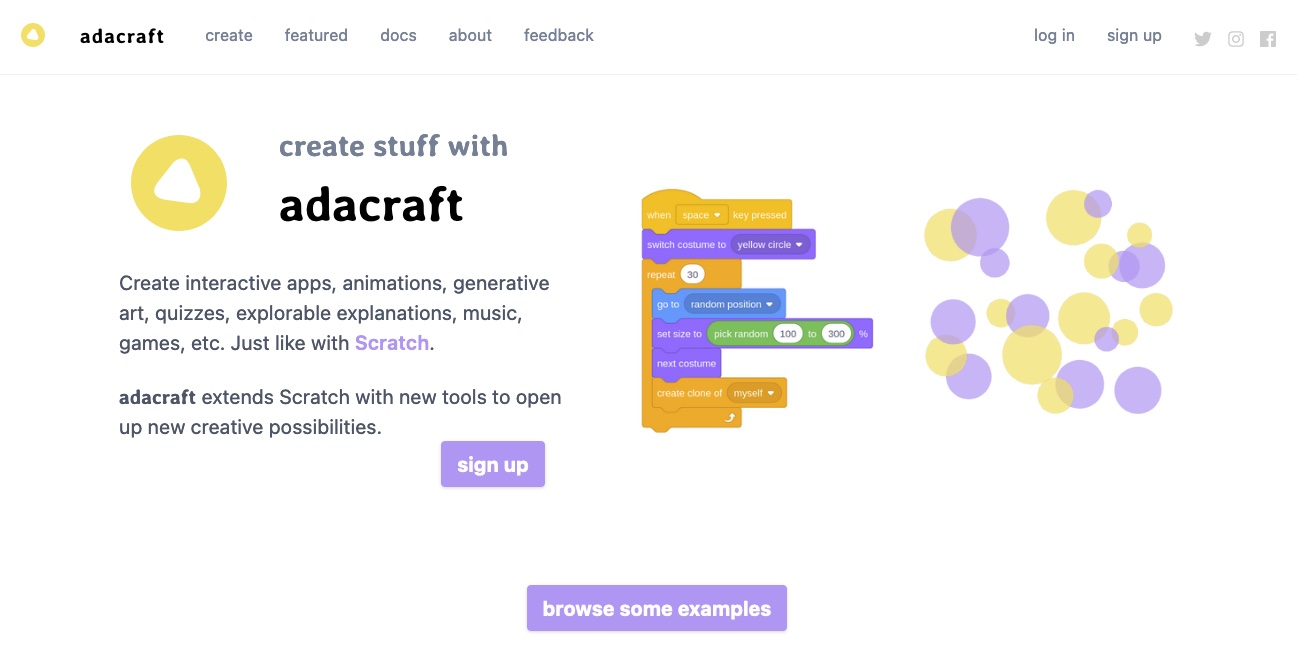 adacraft create featured docs about feedback log in sign up
create stuff with
adacraft
Create interactive apps, animations, generative
art, quizzes, explorable explanations, music,
games, etc. Just like with Scratch.
adacraft extends Scratch with new tools to open
up new creative possibilities.
sign up
when space key pressed
switch costume to yellow circle
repeat 30
go to random position
set size to pick random 100 to 300 %
next costume
create clone of myself
browse some examples